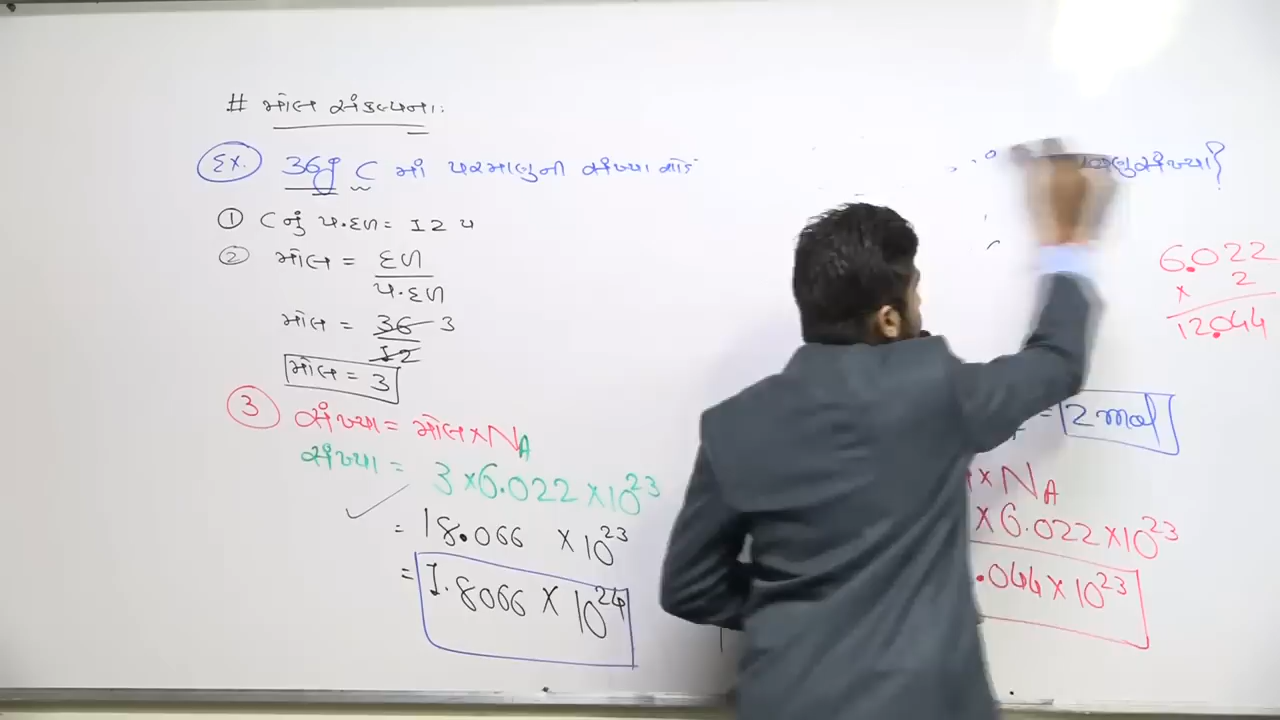 # મોલ સંકલ્પના:
Ex. 36g C માં પરમાણુની સંખ્યા શોધો
① C નું પ.દળ = 12 u
② મોલ = દળ / પ.દળ
મોલ = 36 3 / 12
મોલ = 3
3 સંખ્યા = મોલ × NA
સંખ્યા = 3 × 6.022 × 10^23
= 18.066 × 10^23
= 1.8066 × 10^24
સંખ્યા?
6.022
× 2
12.044
= 2 mol
× NA
× 6.022 × 10^23
.044 × 10^23